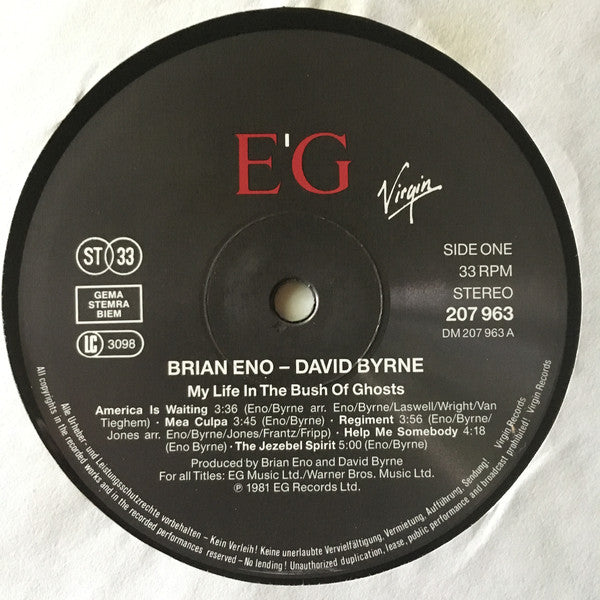 E'G
Virgin
ST 33
GEMA
STEMRA
BIEM
LC 3098
SIDE ONE
33 RPM
STEREO
207 963
DM 207 963 A
BRIAN ENO – DAVID BYRNE
My Life In The Bush Of Ghosts
America Is Waiting 3:36 (Eno/Byrne arr. Eno/Byrne/Laswell/Wright/Van
Tieghem) · Mea Culpa 3:45 (Eno/Byrne) · Regiment 3:56 (Eno/Byrne/
Jones arr. Eno/Byrne/Jones/Frantz/Fripp) · Help Me Somebody 4:18
(Eno/Byrne) · The Jezebel Spirit 5:00 (Eno/Byrne)
Produced by Brian Eno and David Byrne
For all Titles: EG Music Ltd./Warner Bros. Music Ltd.
℗ 1981 EG Records Ltd.
Alle Urheber- und Leistungsschutzrechte vorbehalten – Kein Verleih! Keine unerlaubte Vervielfältigung, Vermietung, Aufführung, Sendung! Virgin Records
All copyrights in the recorded works and in the recorded performances reserved – No lending! Unauthorized duplication, lease, public performance and broadcast prohibited! Virgin Records